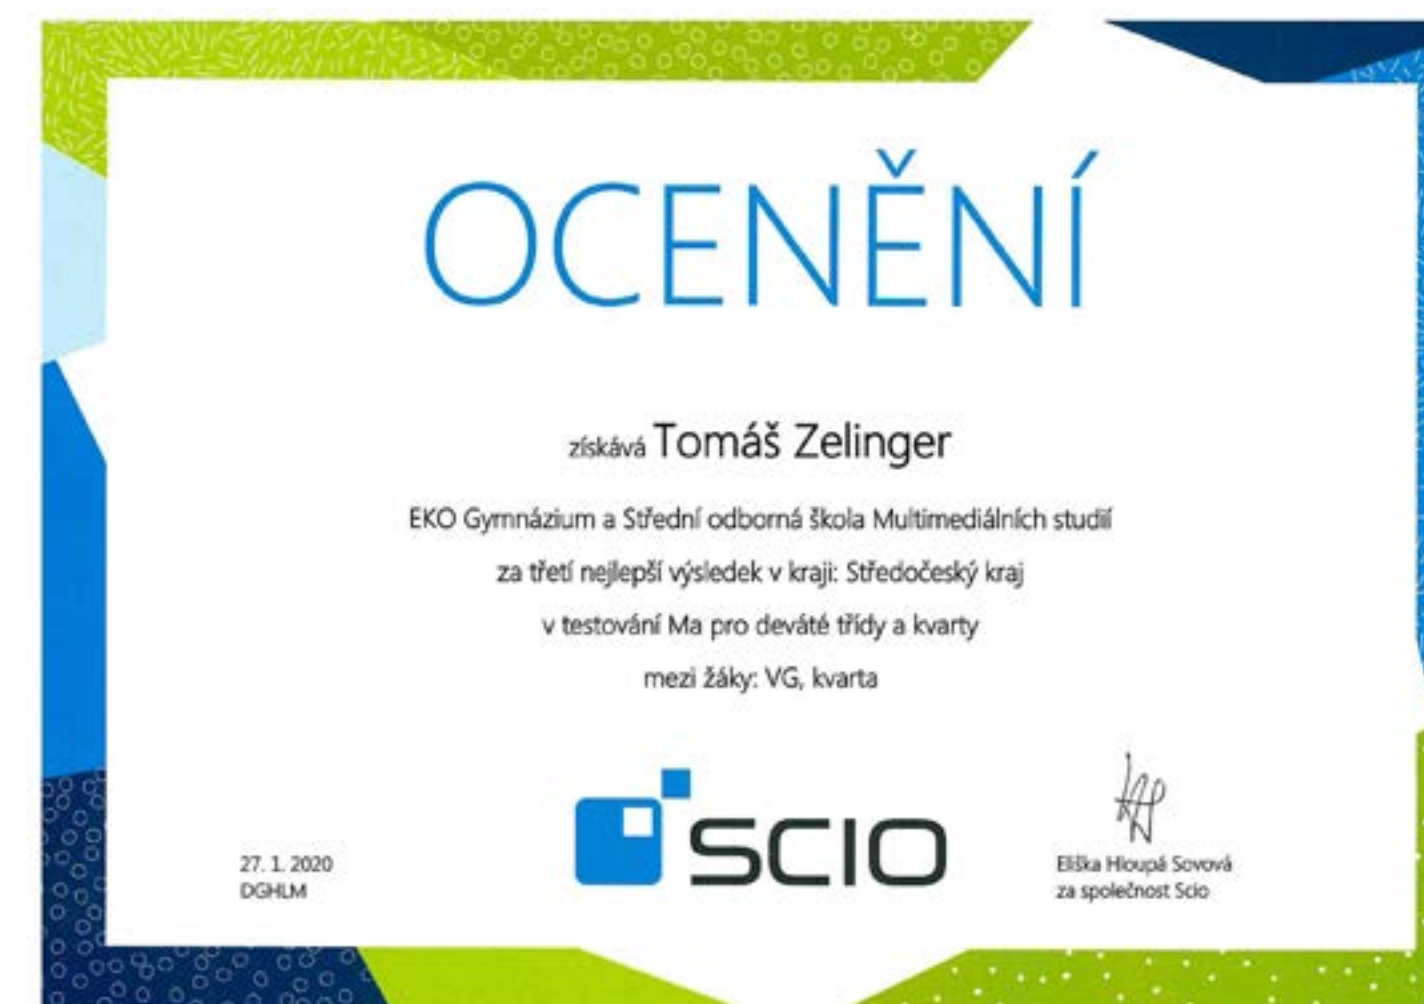 OCENĚNÍ
získává Tomáš Zelinger
EKO Gymnázium a Střední odborná škola Multimediálních studií
za třetí nejlepší výsledek v kraji: Středočeský kraj
v testování Ma pro deváté třídy a kvarty
mezi žáky: VG, kvarta
SCIO
27. 1. 2020
DGHLM
Eliška Hloupá Sovová
za společnost Scio